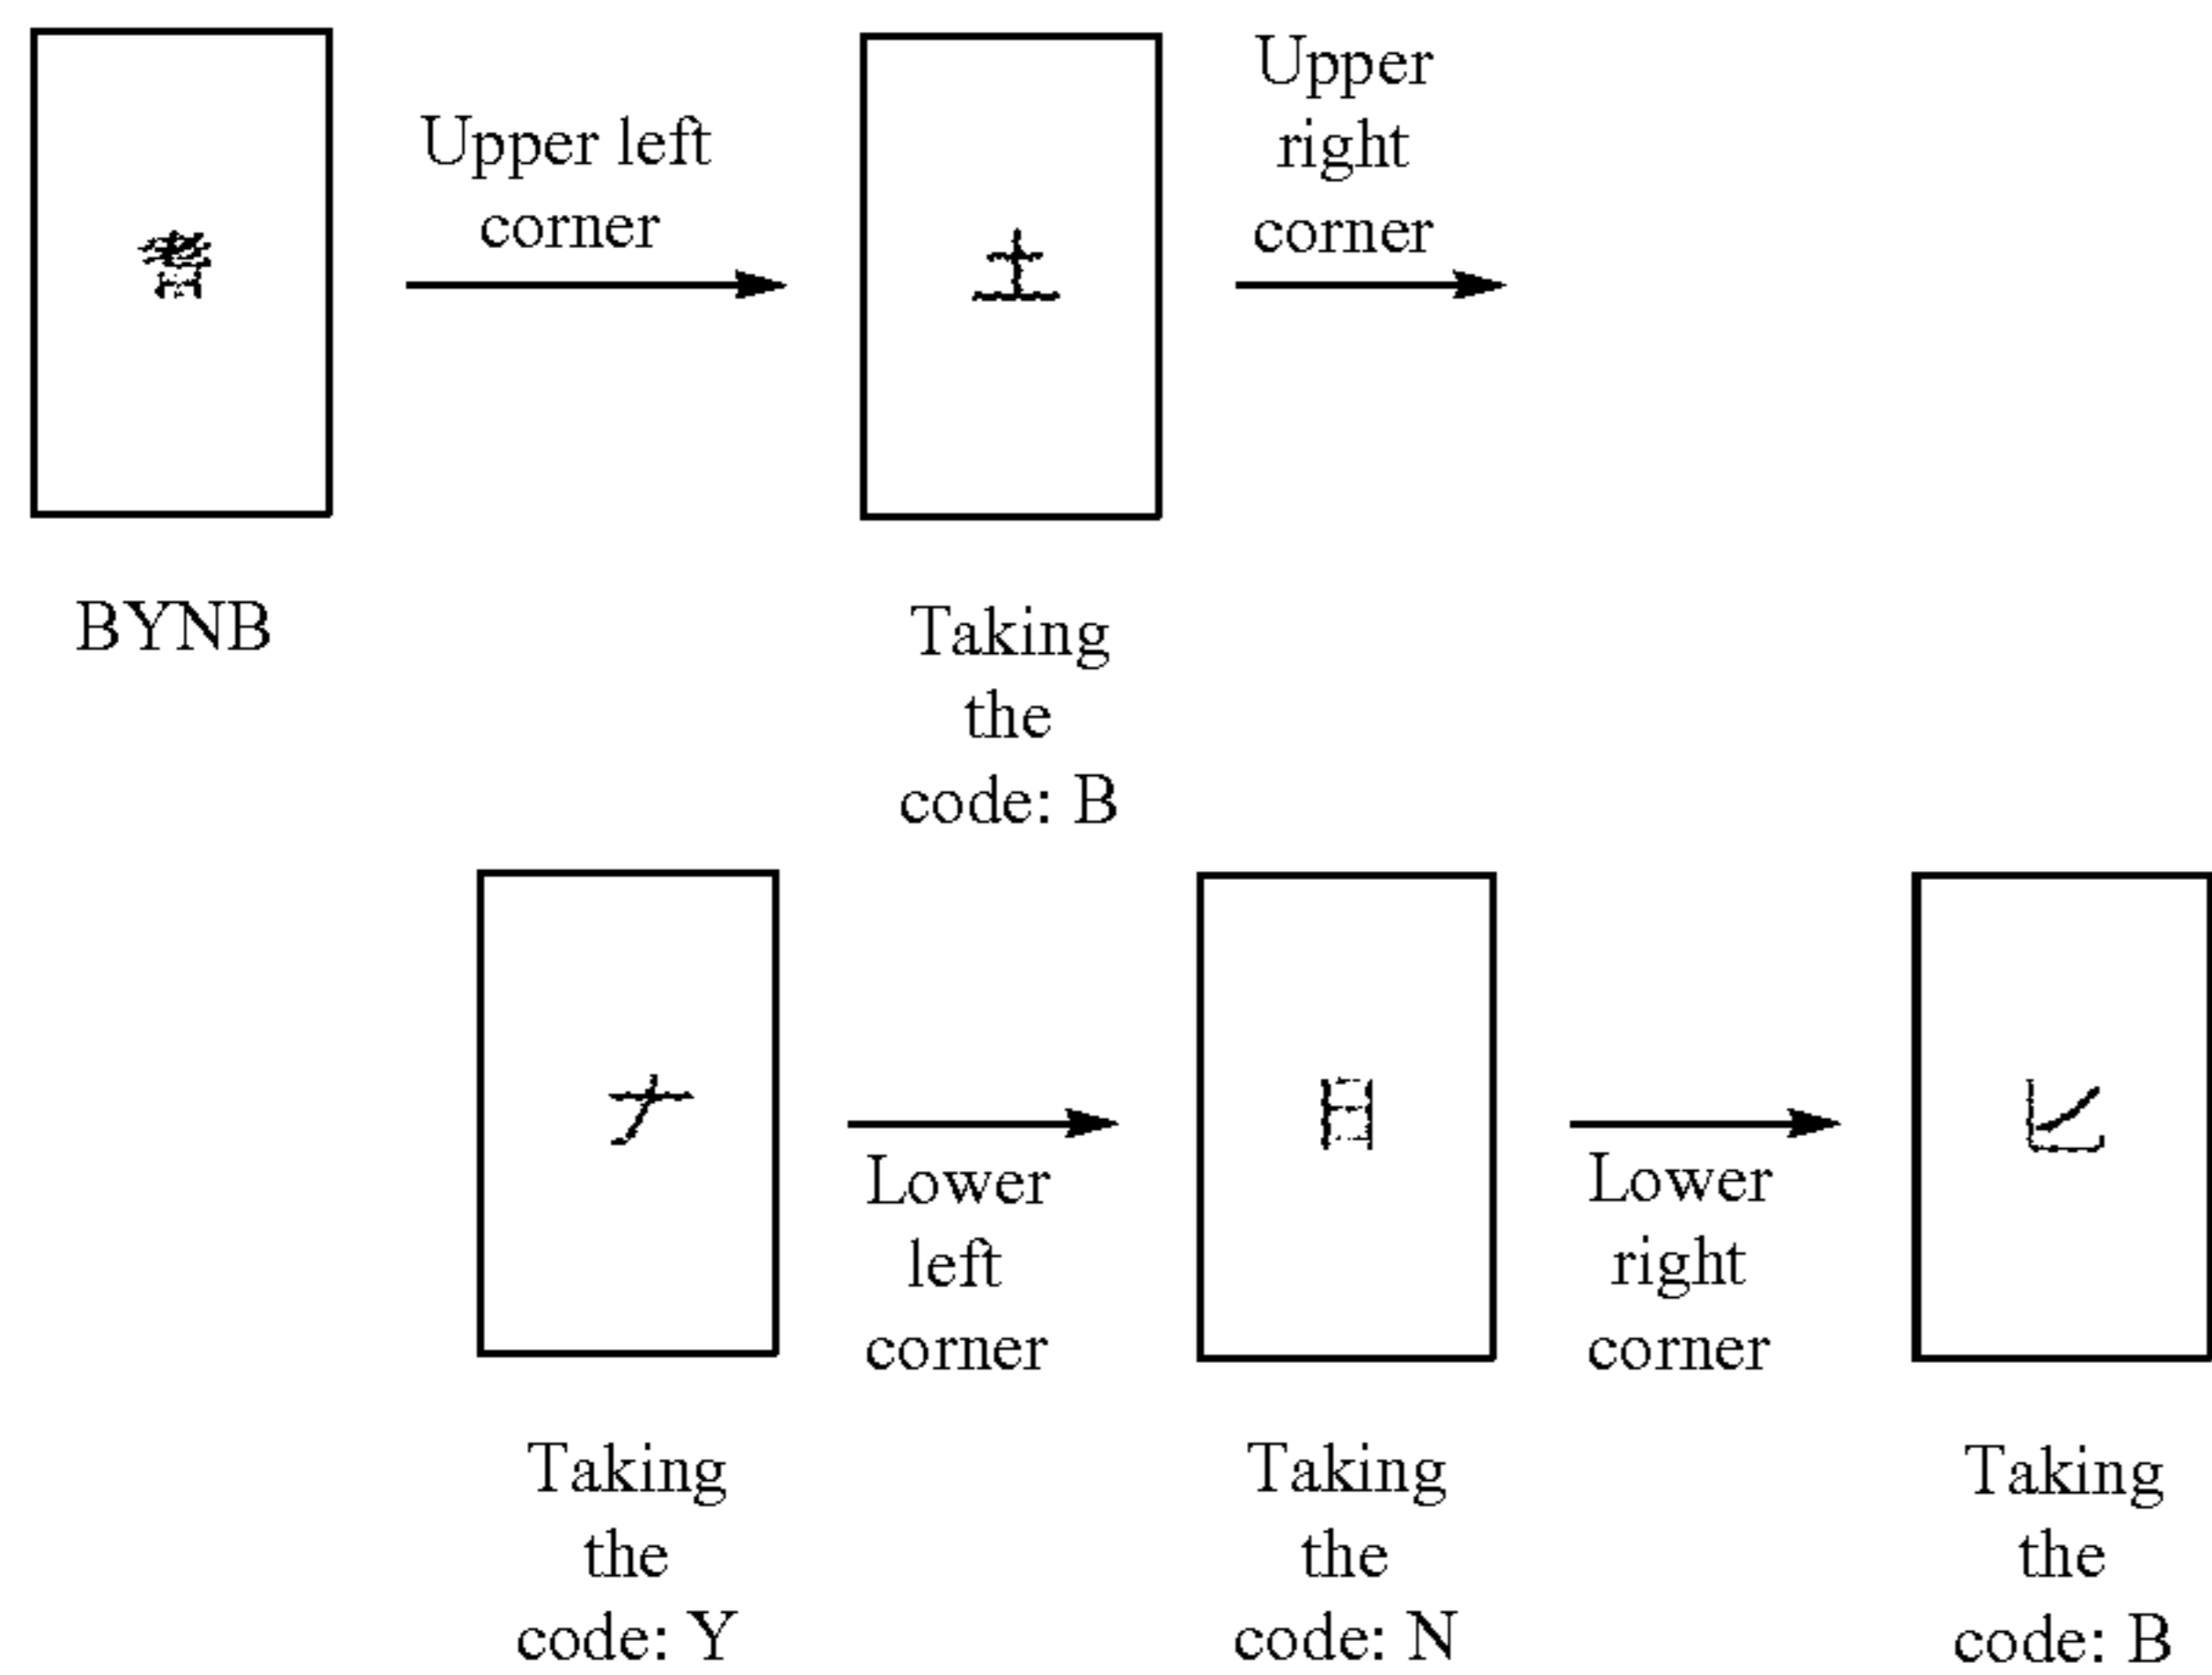 耆
BYNB
Upper left
corner
土
Taking
the
code: B
Upper
right
corner
ナ
Taking
the
code: Y
Lower
left
corner
日
Taking
the
code: N
Lower
right
corner
匕
Taking
the
code: B